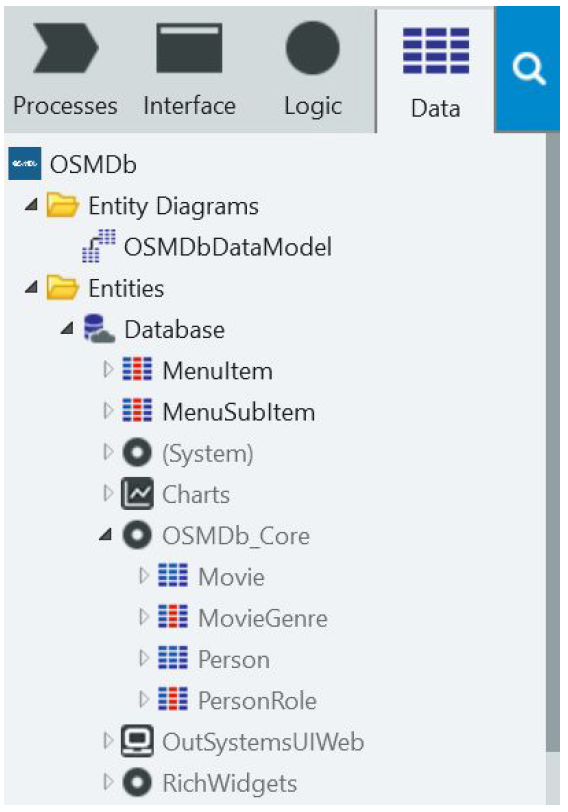 Processes Interface Logic Data
OSMDb
Entity Diagrams
OSMDbDataModel
Entities
Database
MenuItem
MenuSubItem
(System)
Charts
OSMDb_Core
Movie
MovieGenre
Person
PersonRole
OutSystemsUIWeb
RichWidgets